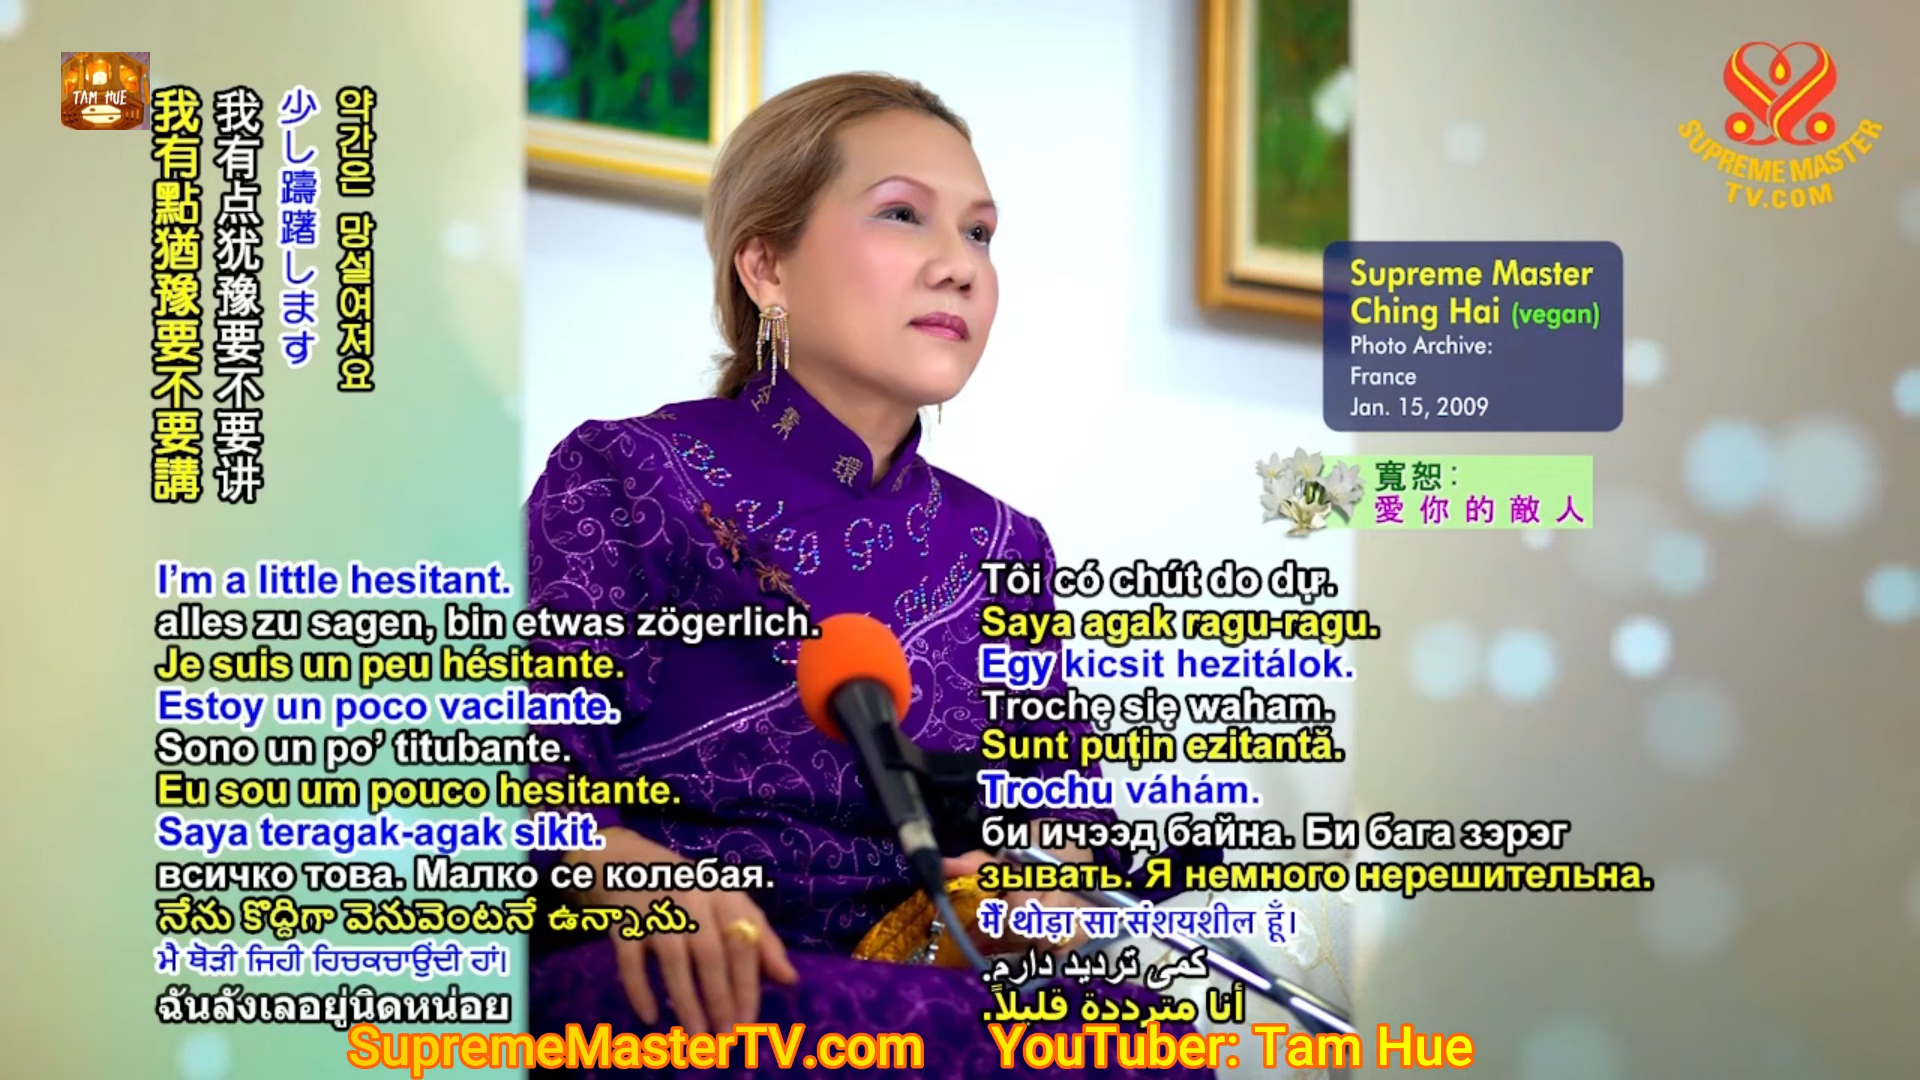 TAM HUE
我有點猶豫要不要講
我有点犹豫要不要讲
少し躊躇します
약간은 망설여져요
SUPREME MASTER
TV.COM
Supreme Master
Ching Hai (vegan)
Photo Archive:
France
Jan. 15, 2009
寬恕:
愛你的敵人
Be Veg Go G
I'm a little hesitant.
alles zu sagen, bin etwas zögerlich.
Je suis un peu hésitante.
Estoy un poco vacilante.
Sono un po' titubante.
Eu sou um pouco hesitante.
Saya teragak-agak sikit.
всичко това. Малко се колебая.
నేను కొద్దిగా వెనువెంటనే ఉన్నాను.
ਮੈ ਥੋੜੀ ਜਿਹੀ ਹਿਚਕਚਾਉਂਦੀ ਹਾਂ।
ฉันลังเลอยู่นิดหน่อย
Tôi có chút do dự.
Saya agak ragu-ragu.
Egy kicsit hezitálok.
Trochę się waham.
Sunt puțin ezitantă.
Trochu váhám.
би ичээд байна. Би бага зэрэг
зывать. Я немного нерешительна.
मैं थोड़ा सा संशयशील हूँ।
کمی تردید دارم.
أنا مترددة قليلاً.
SupremeMasterTV.com YouTuber: Tam Hue